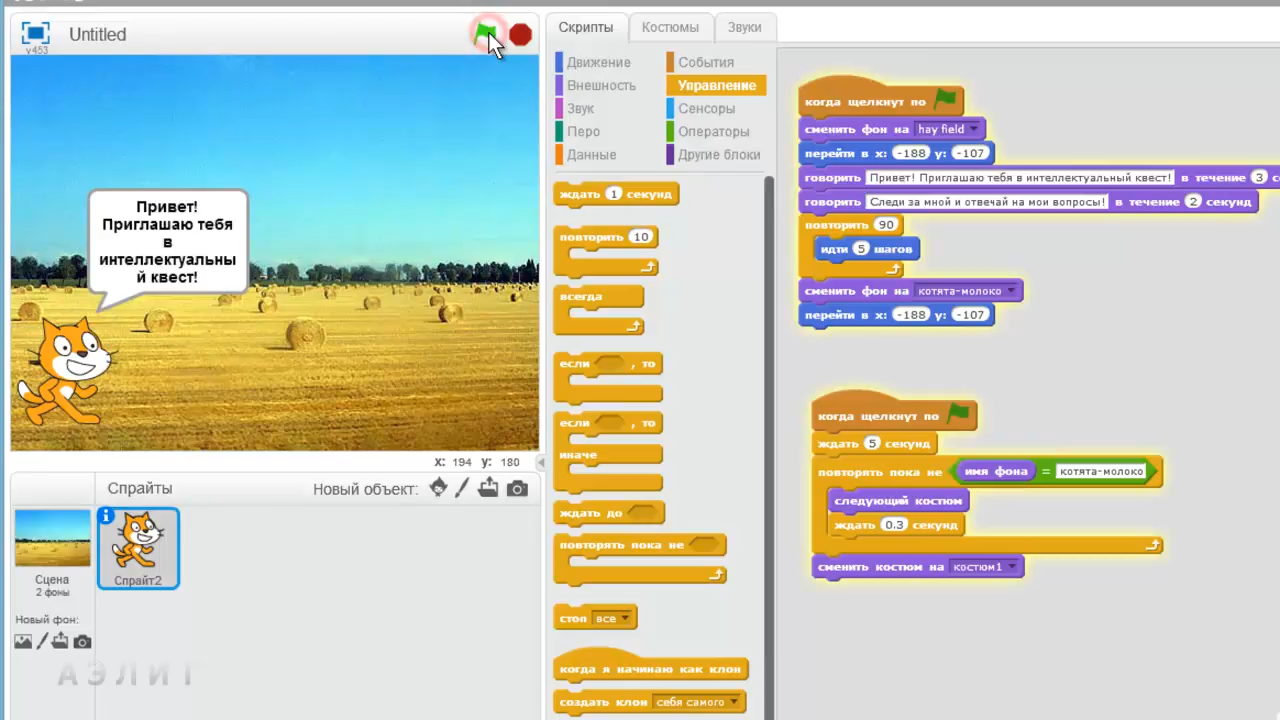 Untitled
v453
Привет!
Приглашаю тебя
в
интеллектуальны
й квест!
x: 194 y: 180
Спрайты
Новый объект:
Сцена
2 фоны
Спрайт2
Новый фон:
АЭЛИТ
Скрипты
Костюмы
Звуки
Движение
События
Внешность
Управление
Звук
Сенсоры
Перо
Операторы
Данные
Другие блоки
ждать 1 секунд
повторить 10
всегда
если , то
если , то
иначе
ждать до
повторять пока не
стоп все
когда я начинаю как клон
создать клон себя самого
когда щелкнут по
сменить фон на hay field
перейти в x: -188 y: -107
говорить Привет! Приглашаю тебя в интеллектуальный квест! в течение 3 с
говорить Следи за мной и отвечай на мои вопросы! в течение 2 секунд
повторить 90
идти 5 шагов
сменить фон на котята-молоко
перейти в x: -188 y: -107
когда щелкнут по
ждать 5 секунд
повторять пока не имя фона = котята-молоко
следующий костюм
ждать 0.3 секунд
сменить костюм на костюм1